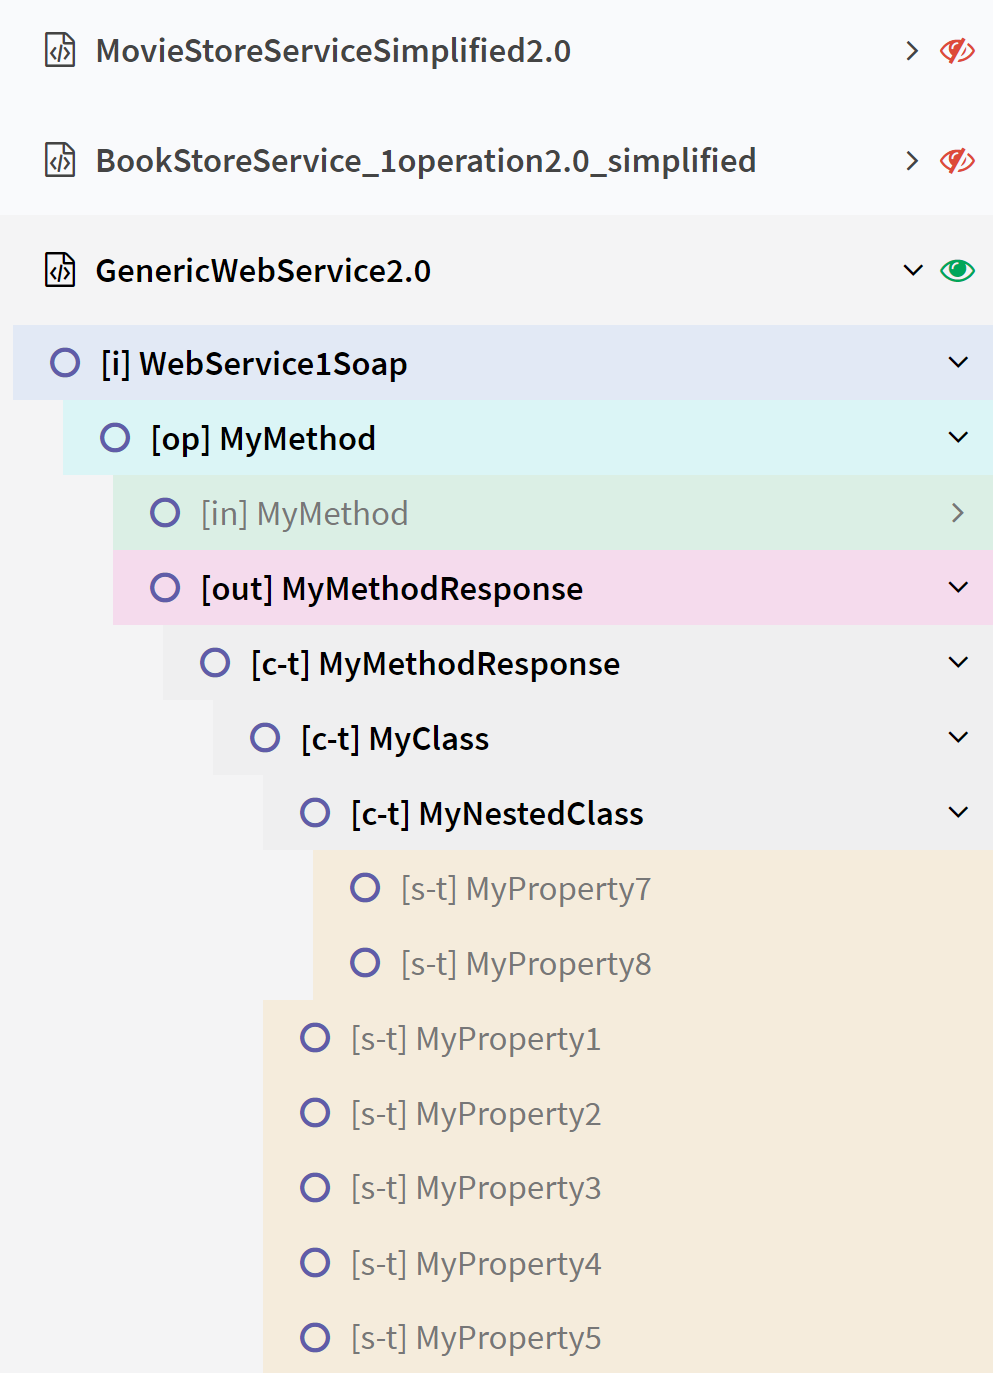 MovieStoreServiceSimplified2.0
BookStoreService_1operation2.0_simplified
GenericWebService2.0
[i] WebService1Soap
[op] MyMethod
[in] MyMethod
[out] MyMethodResponse
[c-t] MyMethodResponse
[c-t] MyClass
[c-t] MyNestedClass
[s-t] MyProperty7
[s-t] MyProperty8
[s-t] MyProperty1
[s-t] MyProperty2
[s-t] MyProperty3
[s-t] MyProperty4
[s-t] MyProperty5